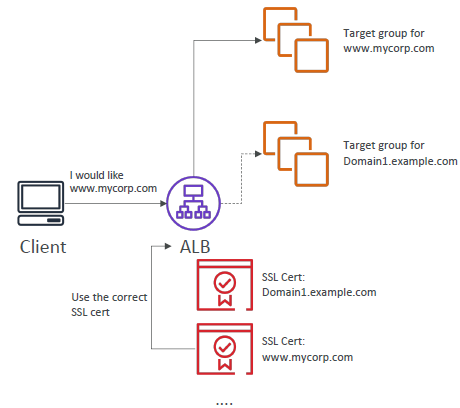 Target group for
www.mycorp.com
Target group for
Domain1.example.com
I would like
www.mycorp.com
Client
ALB
Use the correct
SSL cert
SSL Cert:
Domain1.example.com
SSL Cert:
www.mycorp.com
....